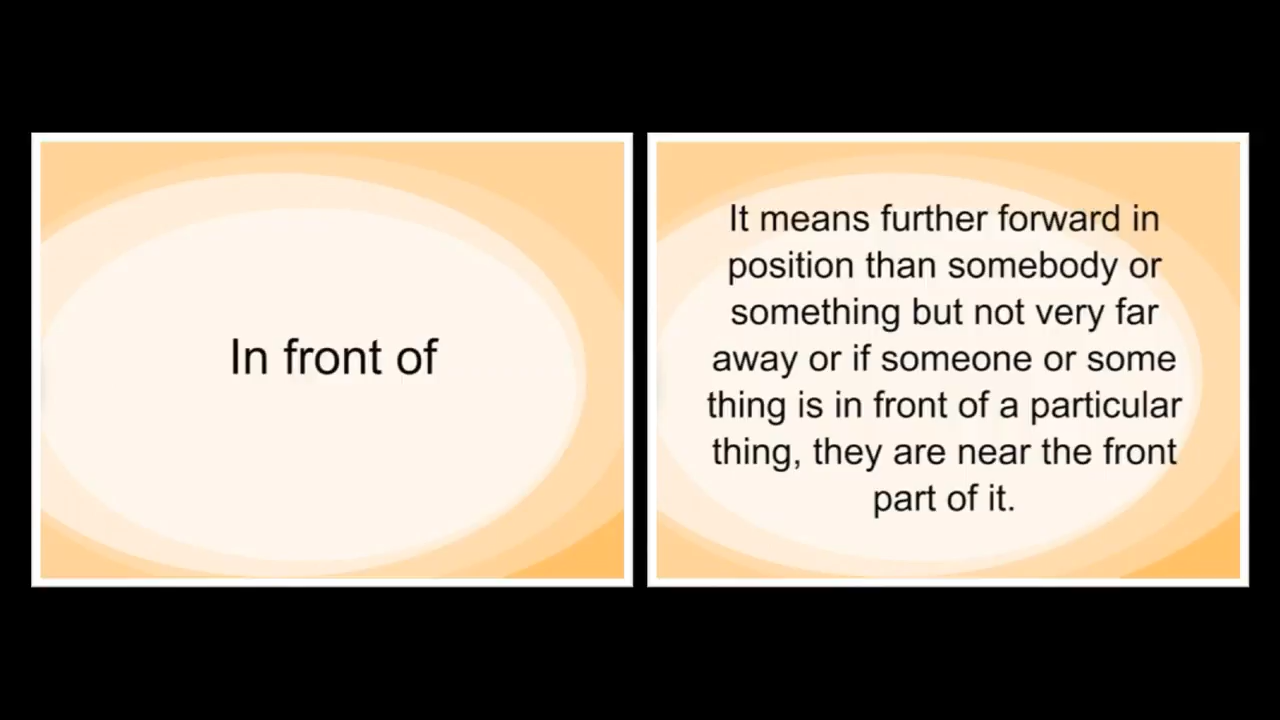 In front of
It means further forward in
position than somebody or
something but not very far
away or if someone or some
thing is in front of a particular
thing, they are near the front
part of it.